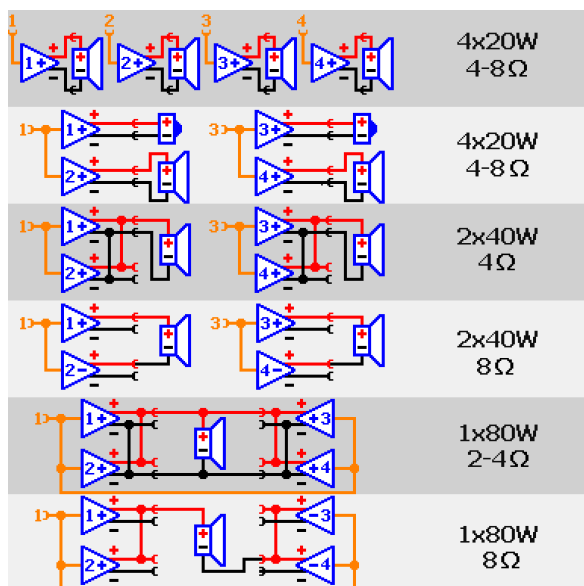 1 2 3 4
1+ 2+ 3+ 4+
4x20W
4-8Ω
1 1+ 3 3+
2+ 4+
4x20W
4-8Ω
1 1+ 3 3+
2+ 4+
2x40W
4Ω
1 1+ 3 3+
2- 4-
2x40W
8Ω
1 1+ +3
2+ +4
1x80W
2-4Ω
1 1+ -3
2+ -4
1x80W
8Ω